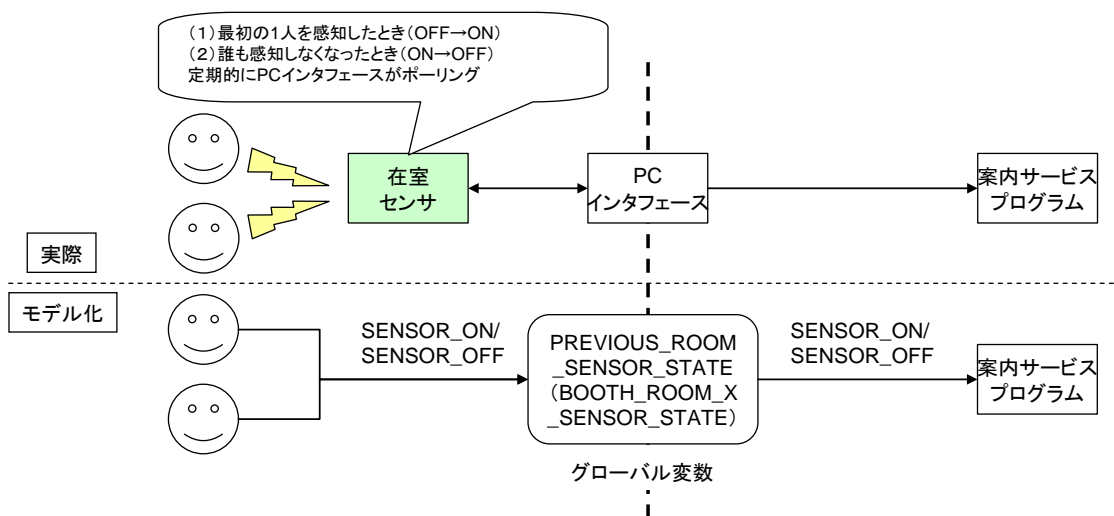 (1)最初の1人を感知したとき(OFF→ON)
(2)誰も感知しなくなったとき(ON→OFF)
定期的にPCインタフェースがポーリング
在室
センサ
PC
インタフェース
案内サービス
プログラム
実際
モデル化
SENSOR_ON/
SENSOR_OFF
PREVIOUS_ROOM
_SENSOR_STATE
(BOOTH_ROOM_X
_SENSOR_STATE)
SENSOR_ON/
SENSOR_OFF
案内サービス
プログラム
グローバル変数